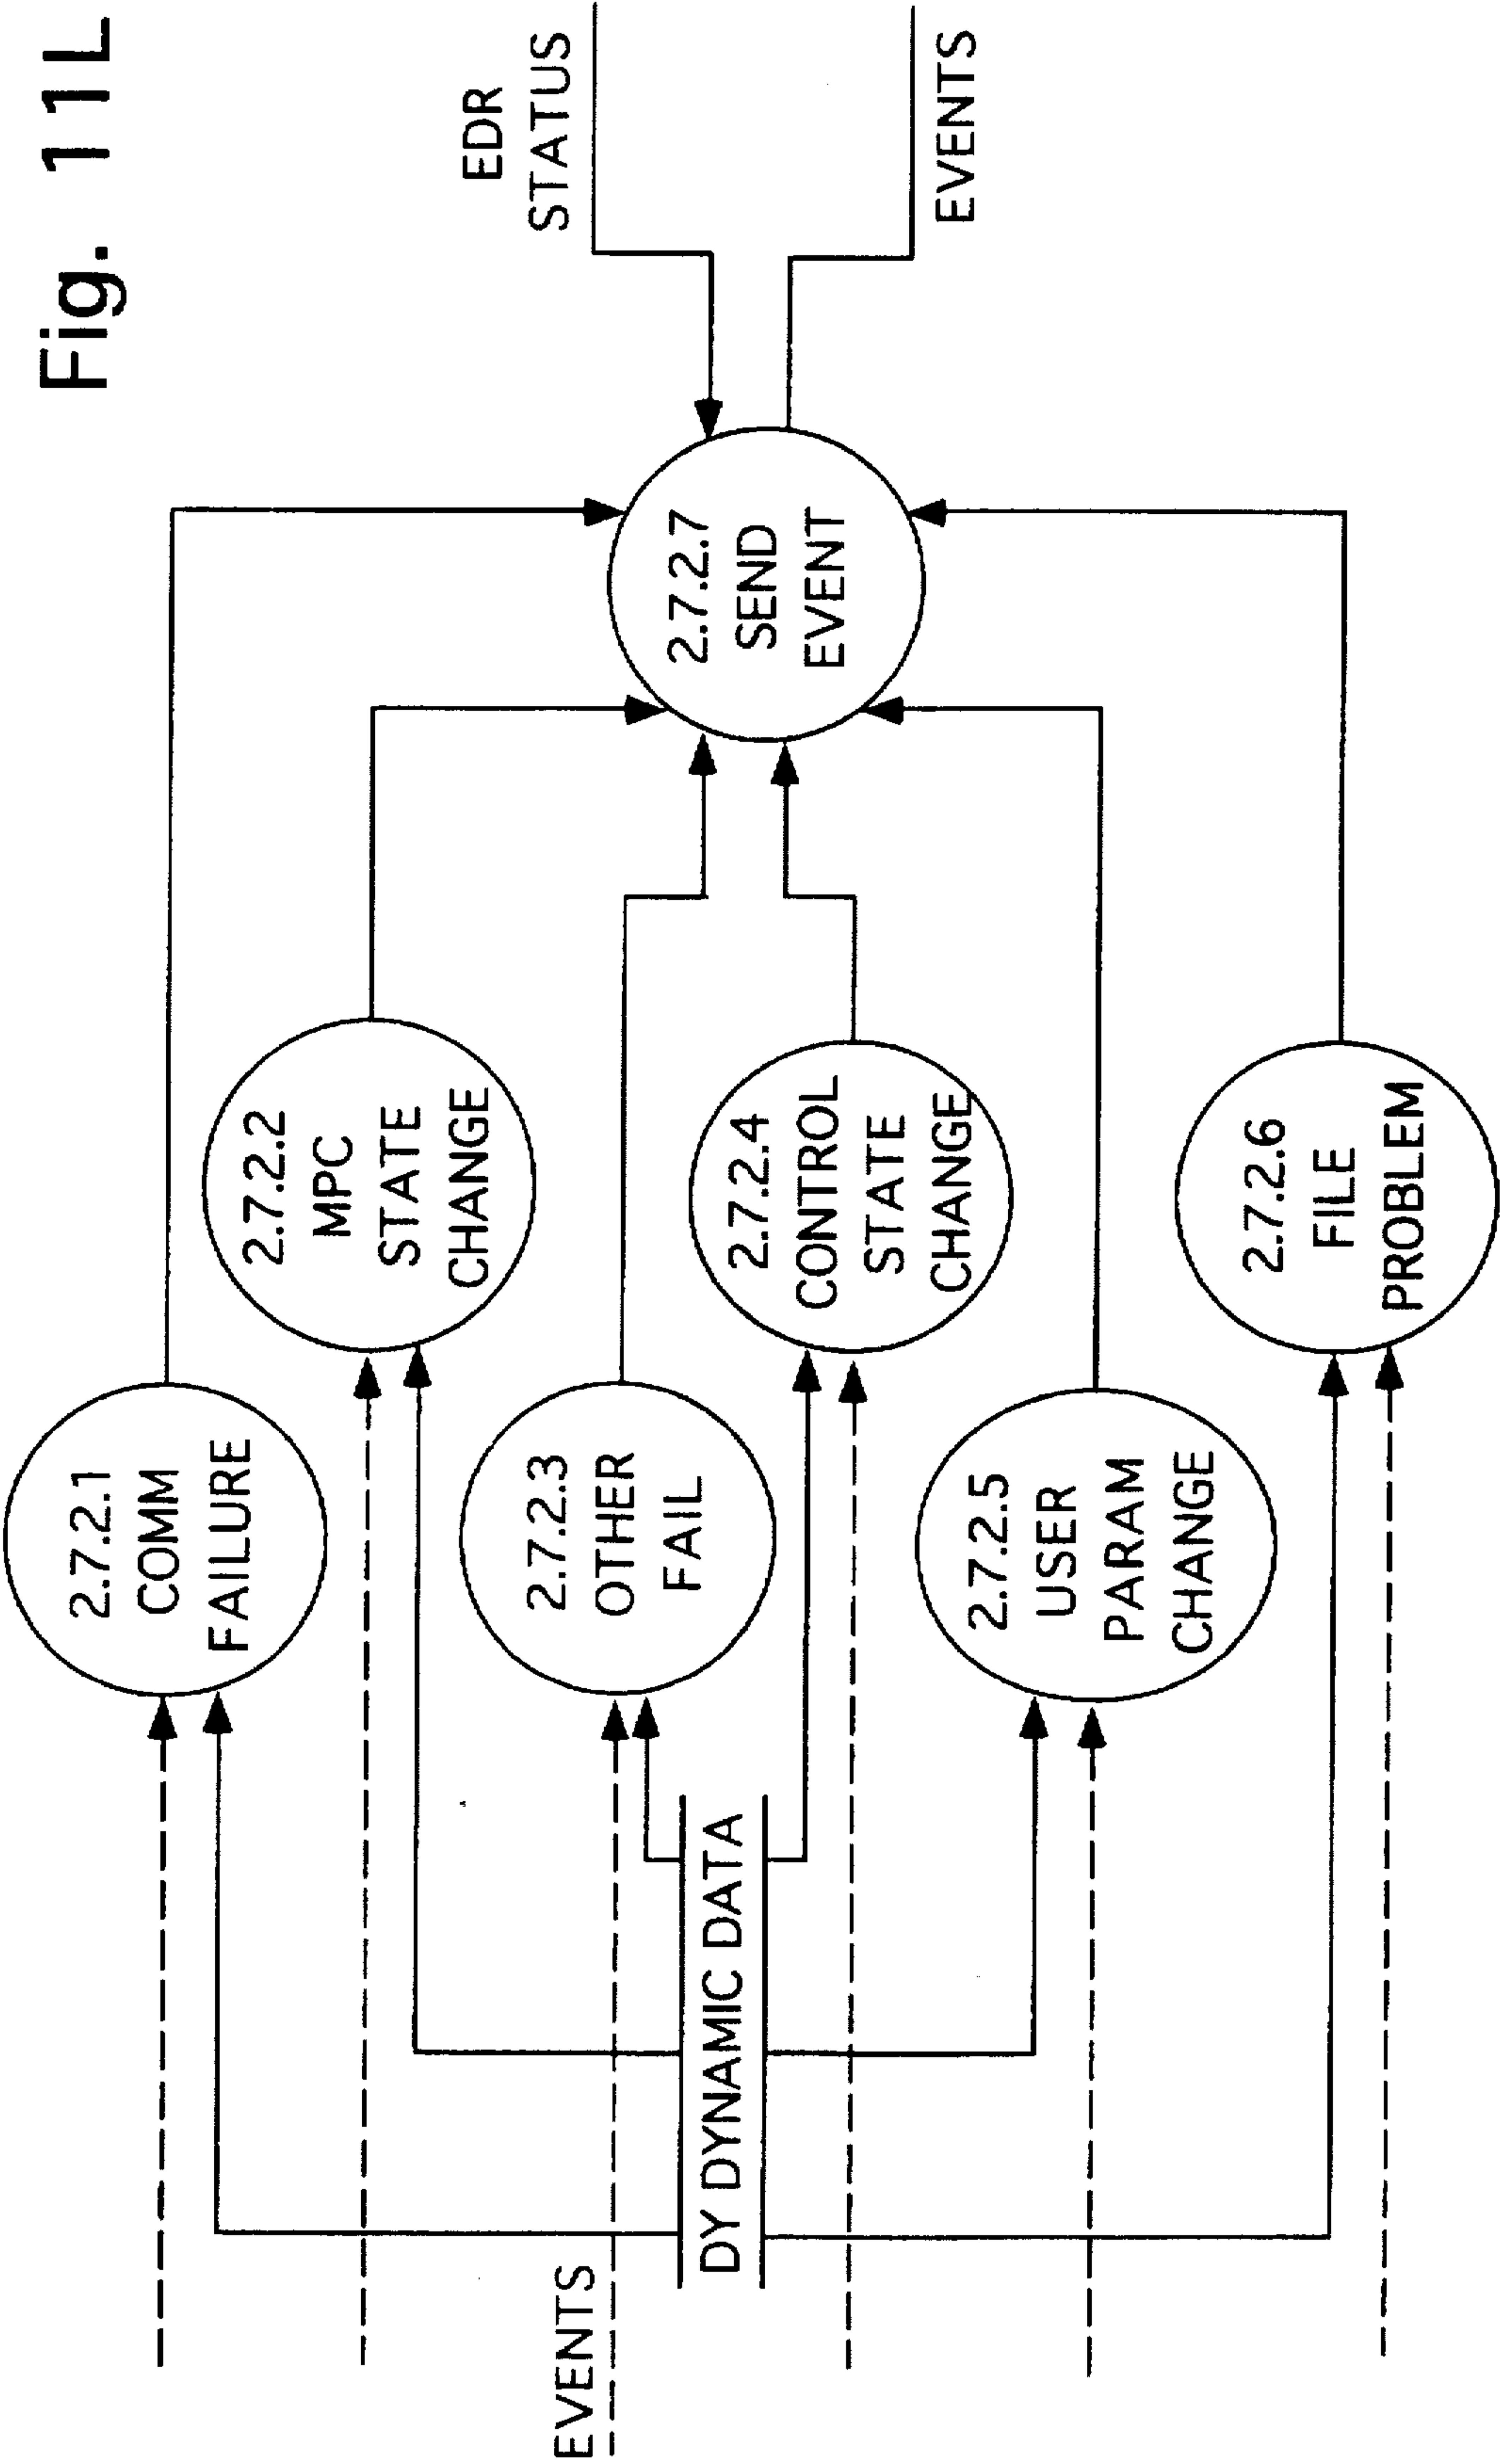 Fig. 11L
2.7.2.1
COMM
FAILURE
2.7.2.2
MPC
STATE
CHANGE
EDR
STATUS
EVENTS
2.7.2.3
OTHER
FAIL
2.7.2.7
SEND
EVENT
DY DYNAMIC DATA
2.7.2.4
CONTROL
STATE
CHANGE
EVENTS
2.7.2.5
USER
PARAM
CHANGE
2.7.2.6
FILE
PROBLEM